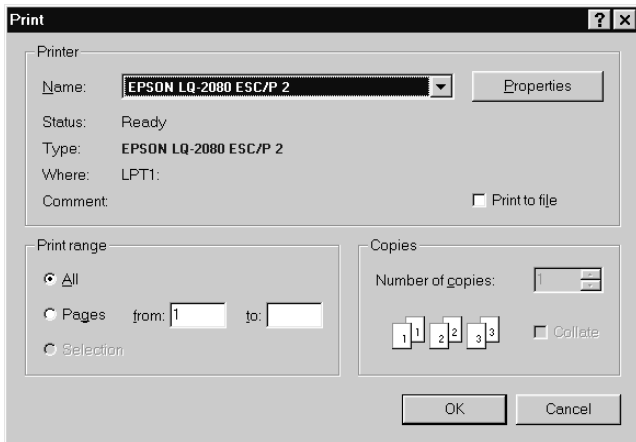 Print
Printer
Name: EPSON LQ-2080 ESC/P 2 Properties
Status: Ready
Type: EPSON LQ-2080 ESC/P 2
Where: LPT1:
Comment: Print to file
Print range
All
Pages from: 1 to:
Selection
Copies
Number of copies: 1
1 1 2 2 3 3 Collate
OK Cancel